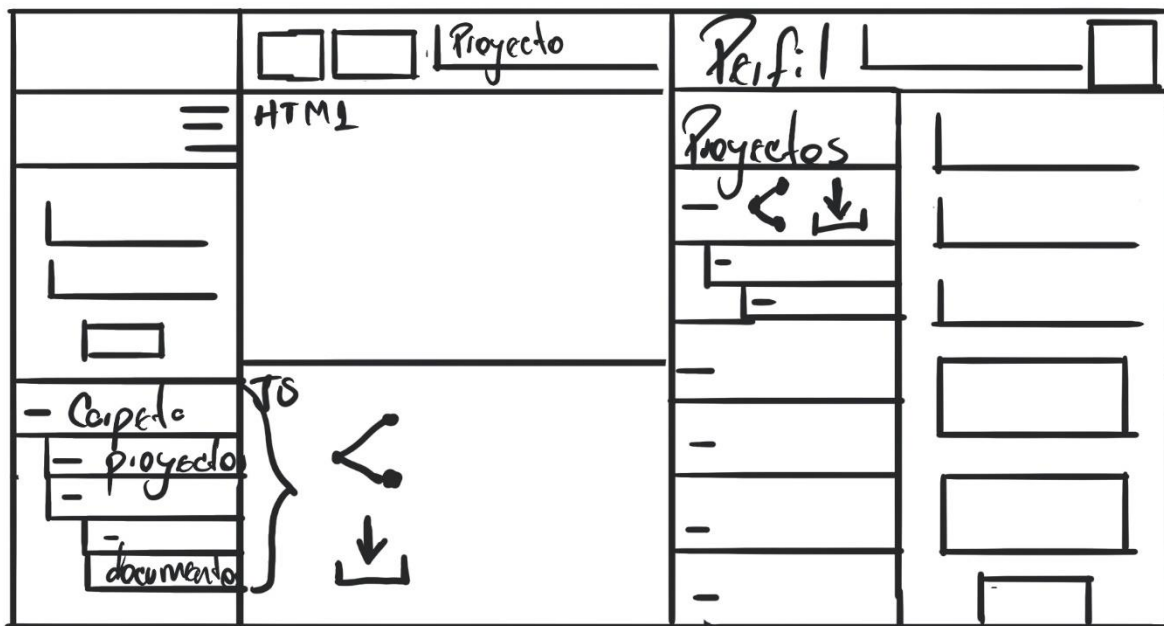 Proyecto
Perfil
HTML
Proyectos
TS
Carpeta
proyecto
documento